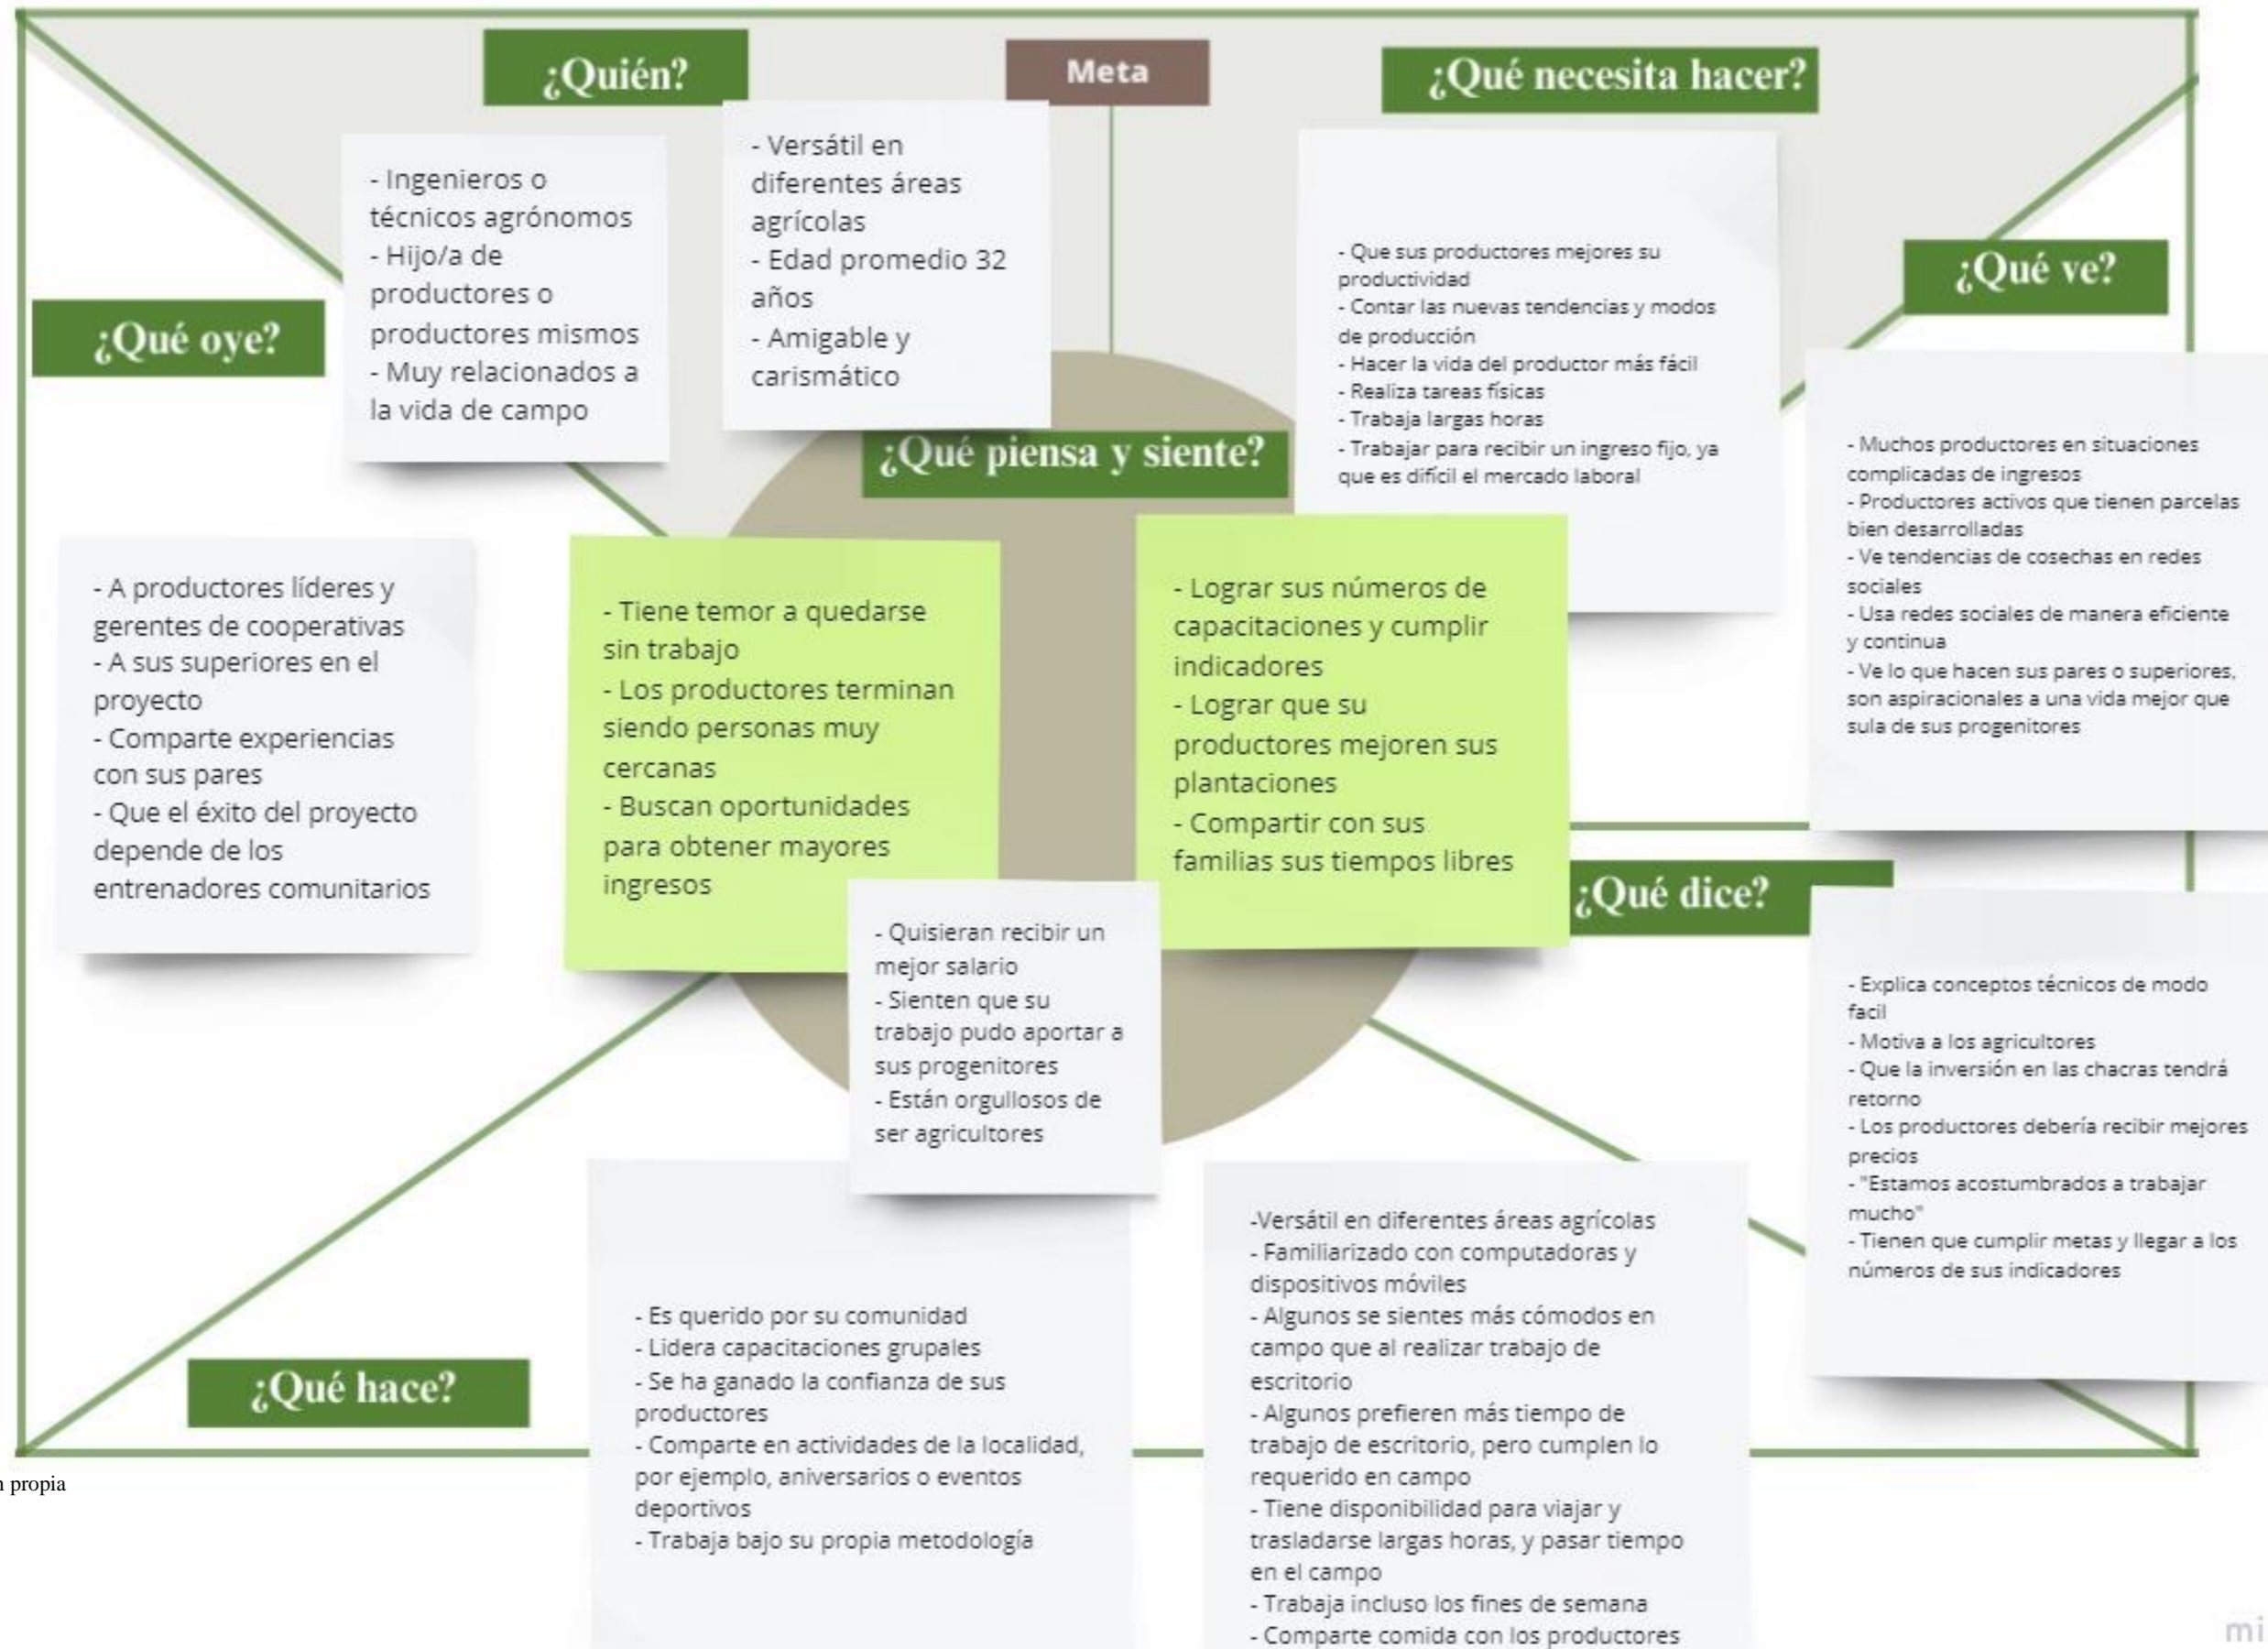 ¿Quién?
Meta
¿Qué necesita hacer?
- Ingenieros o
técnicos agrónomos
- Hijo/a de
productores o
productores mismos
- Muy relacionados a
la vida de campo
- Versátil en
diferentes áreas
agrícolas
- Edad promedio 32
años
- Amigable y
carismático
- Que sus productores mejores su
productividad
- Contar las nuevas tendencias y modos
de producción
- Hacer la vida del productor más fácil
- Realiza tareas físicas
- Trabaja largas horas
- Trabajar para recibir un ingreso fijo, ya
que es difícil el mercado laboral
¿Qué oye?
- A productores líderes y
gerentes de cooperativas
- A sus superiores en el
proyecto
- Comparte experiencias
con sus pares
- Que el éxito del proyecto
depende de los
entrenadores comunitarios
¿Qué piensa y siente?
- Tiene temor a quedarse
sin trabajo
- Los productores terminan
siendo personas muy
cercanas
- Buscan oportunidades
para obtener mayores
ingresos
- Lograr sus números de
capacitaciones y cumplir
indicadores
- Lograr que su
productores mejoren sus
plantaciones
- Compartir con sus
familias sus tiempos libres
- Quisieran recibir un
mejor salario
- Sienten que su
trabajo pudo aportar a
sus progenitores
- Están orgullosos de
ser agricultores
¿Qué ve?
- Muchos productores en situaciones
complicadas de ingresos
- Productores activos que tienen parcelas
bien desarrolladas
- Ve tendencias de cosechas en redes
sociales
- Usa redes sociales de manera eficiente
y continua
- Ve lo que hacen sus pares o superiores,
son aspiracionales a una vida mejor que
sula de sus progenitores
¿Qué dice?
- Explica conceptos técnicos de modo
facil
- Motiva a los agricultores
- Que la inversión en las chacras tendrá
retorno
- Los productores debería recibir mejores
precios
- "Estamos acostumbrados a trabajar
mucho"
- Tienen que cumplir metas y llegar a los
números de sus indicadores
¿Qué hace?
- Es querido por su comunidad
- Lidera capacitaciones grupales
- Se ha ganado la confianza de sus
productores
- Comparte en actividades de la localidad,
por ejemplo, aniversarios o eventos
deportivos
- Trabaja bajo su propia metodología
-Versátil en diferentes áreas agrícolas
- Familiarizado con computadoras y
dispositivos móviles
- Algunos se sientes más cómodos en
campo que al realizar trabajo de
escritorio
- Algunos prefieren más tiempo de
trabajo de escritorio, pero cumplen lo
requerido en campo
- Tiene disponibilidad para viajar y
trasladarse largas horas, y pasar tiempo
en el campo
- Trabaja incluso los fines de semana
- Comparte comida con los productores
propia